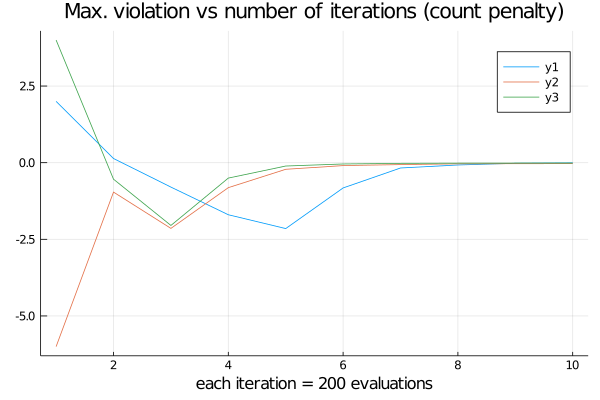 Max. violation vs number of iterations (count penalty)
y1
y2
y3
2.5
0.0
-2.5
-5.0
2 4 6 8 10
each iteration = 200 evaluations